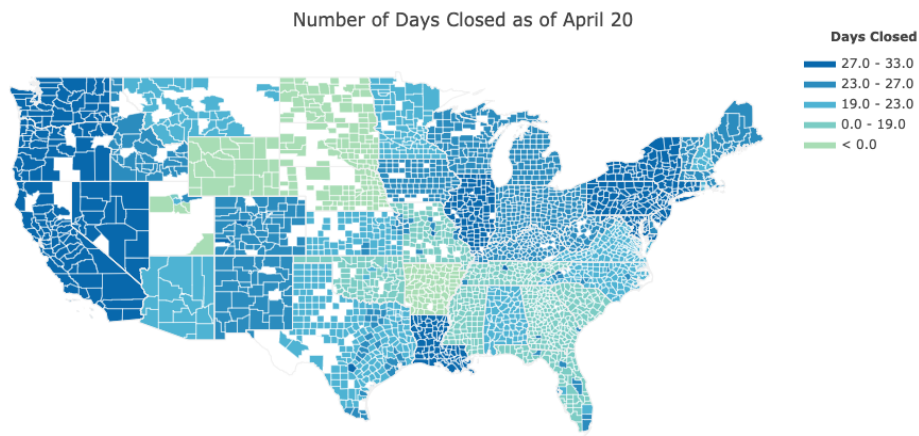 Number of Days Closed as of April 20
Days Closed
27.0 - 33.0
23.0 - 27.0
19.0 - 23.0
0.0 - 19.0
< 0.0